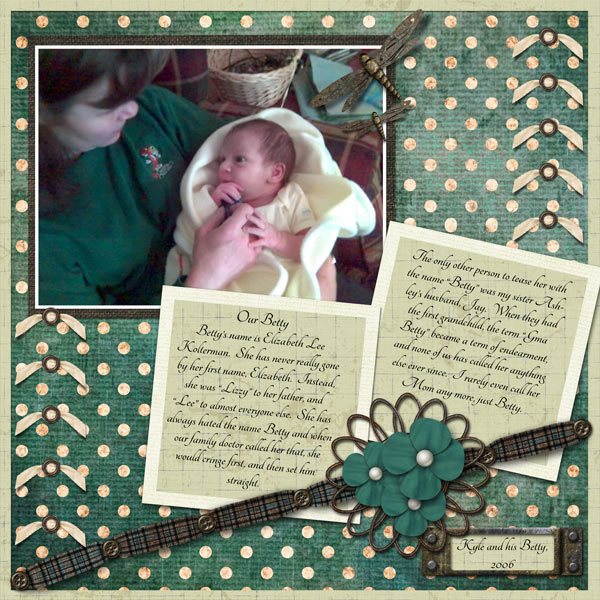 Our Betty
Betty's name is Elizabeth Lee
Kolterman. She has never really gone
by her first name, Elizabeth. Instead,
she was "Lizzy" to her father, and
"Lee" to almost everyone else. She has
always hated the name Betty and when
our family doctor called her that, she
would cringe first, and then set him
straight.
The only other person to tease her with
the name "Betty" was my sister Ash-
ley's husband, Jay. When they had
the first grandchild, the term "Gma
Betty" became a term of endearment,
and none of us has called her anything
else ever since. I rarely even call her
Mom any more, just Betty.
Kyle and his Betty,
2006